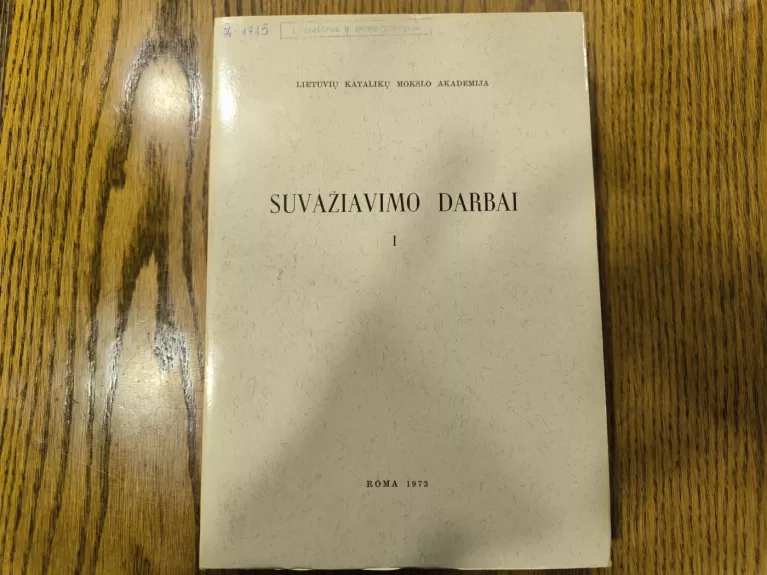 LIETUVIŲ KATALIKŲ MOKSLO AKADEMIJA
SUVAŽIAVIMO DARBAI
I
ROMA 1973